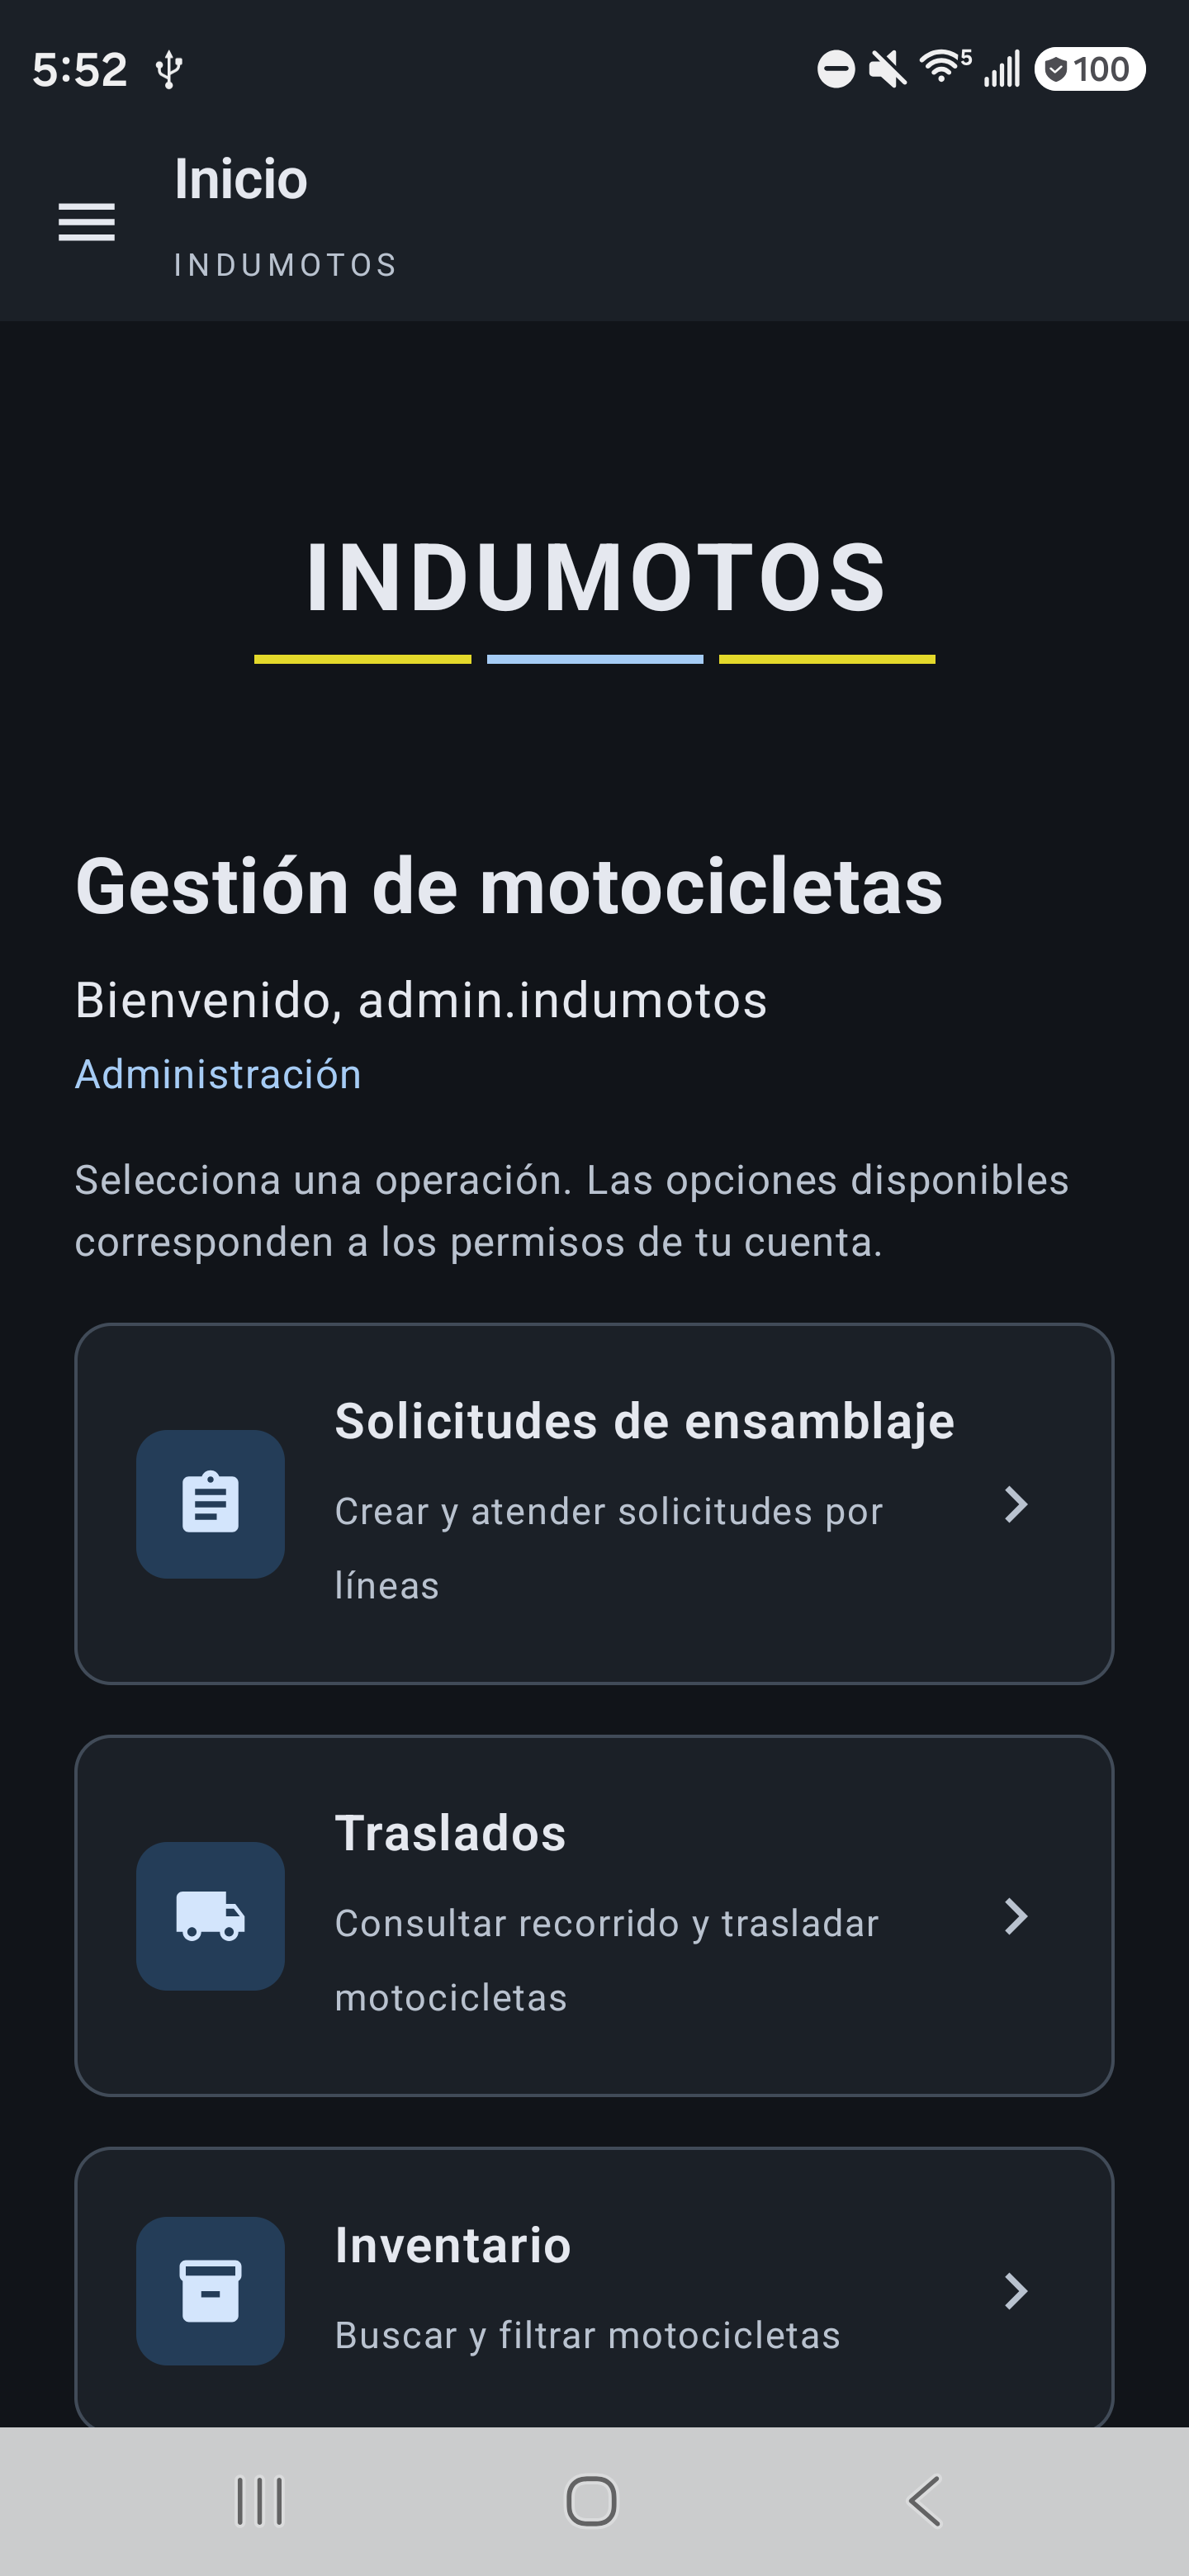 5:52
5
100
Inicio
INDUMOTOS
INDUMOTOS
Gestión de motocicletas
Bienvenido, admin.indumotos
Administración
Selecciona una operación. Las opciones disponibles
corresponden a los permisos de tu cuenta.
Solicitudes de ensamblaje
Crear y atender solicitudes por
líneas
Traslados
Consultar recorrido y trasladar
motocicletas
Inventario
Buscar y filtrar motocicletas